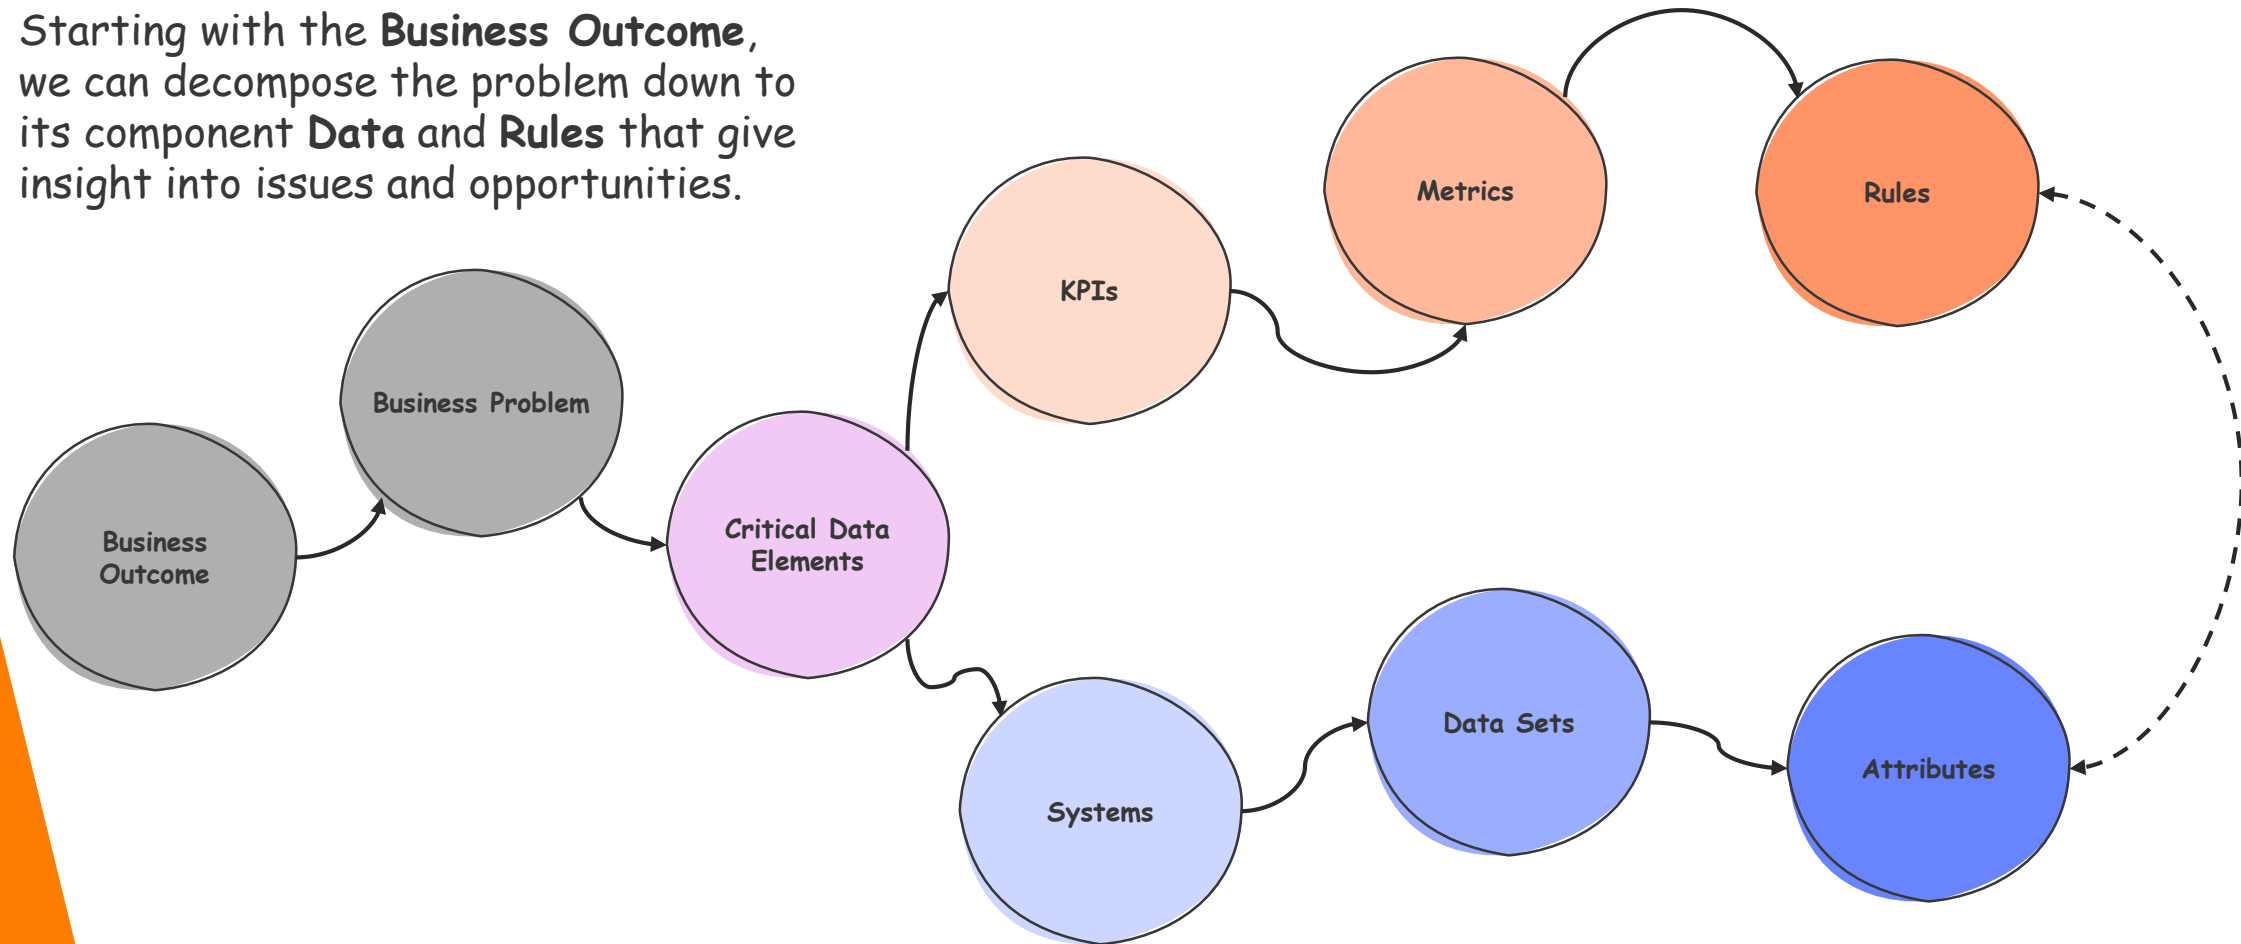 Starting with the Business Outcome,
we can decompose the problem down to
its component Data and Rules that give
insight into issues and opportunities.
Business
Outcome
Business Problem
Critical Data
Elements
KPIs
Metrics
Rules
Systems
Data Sets
Attributes